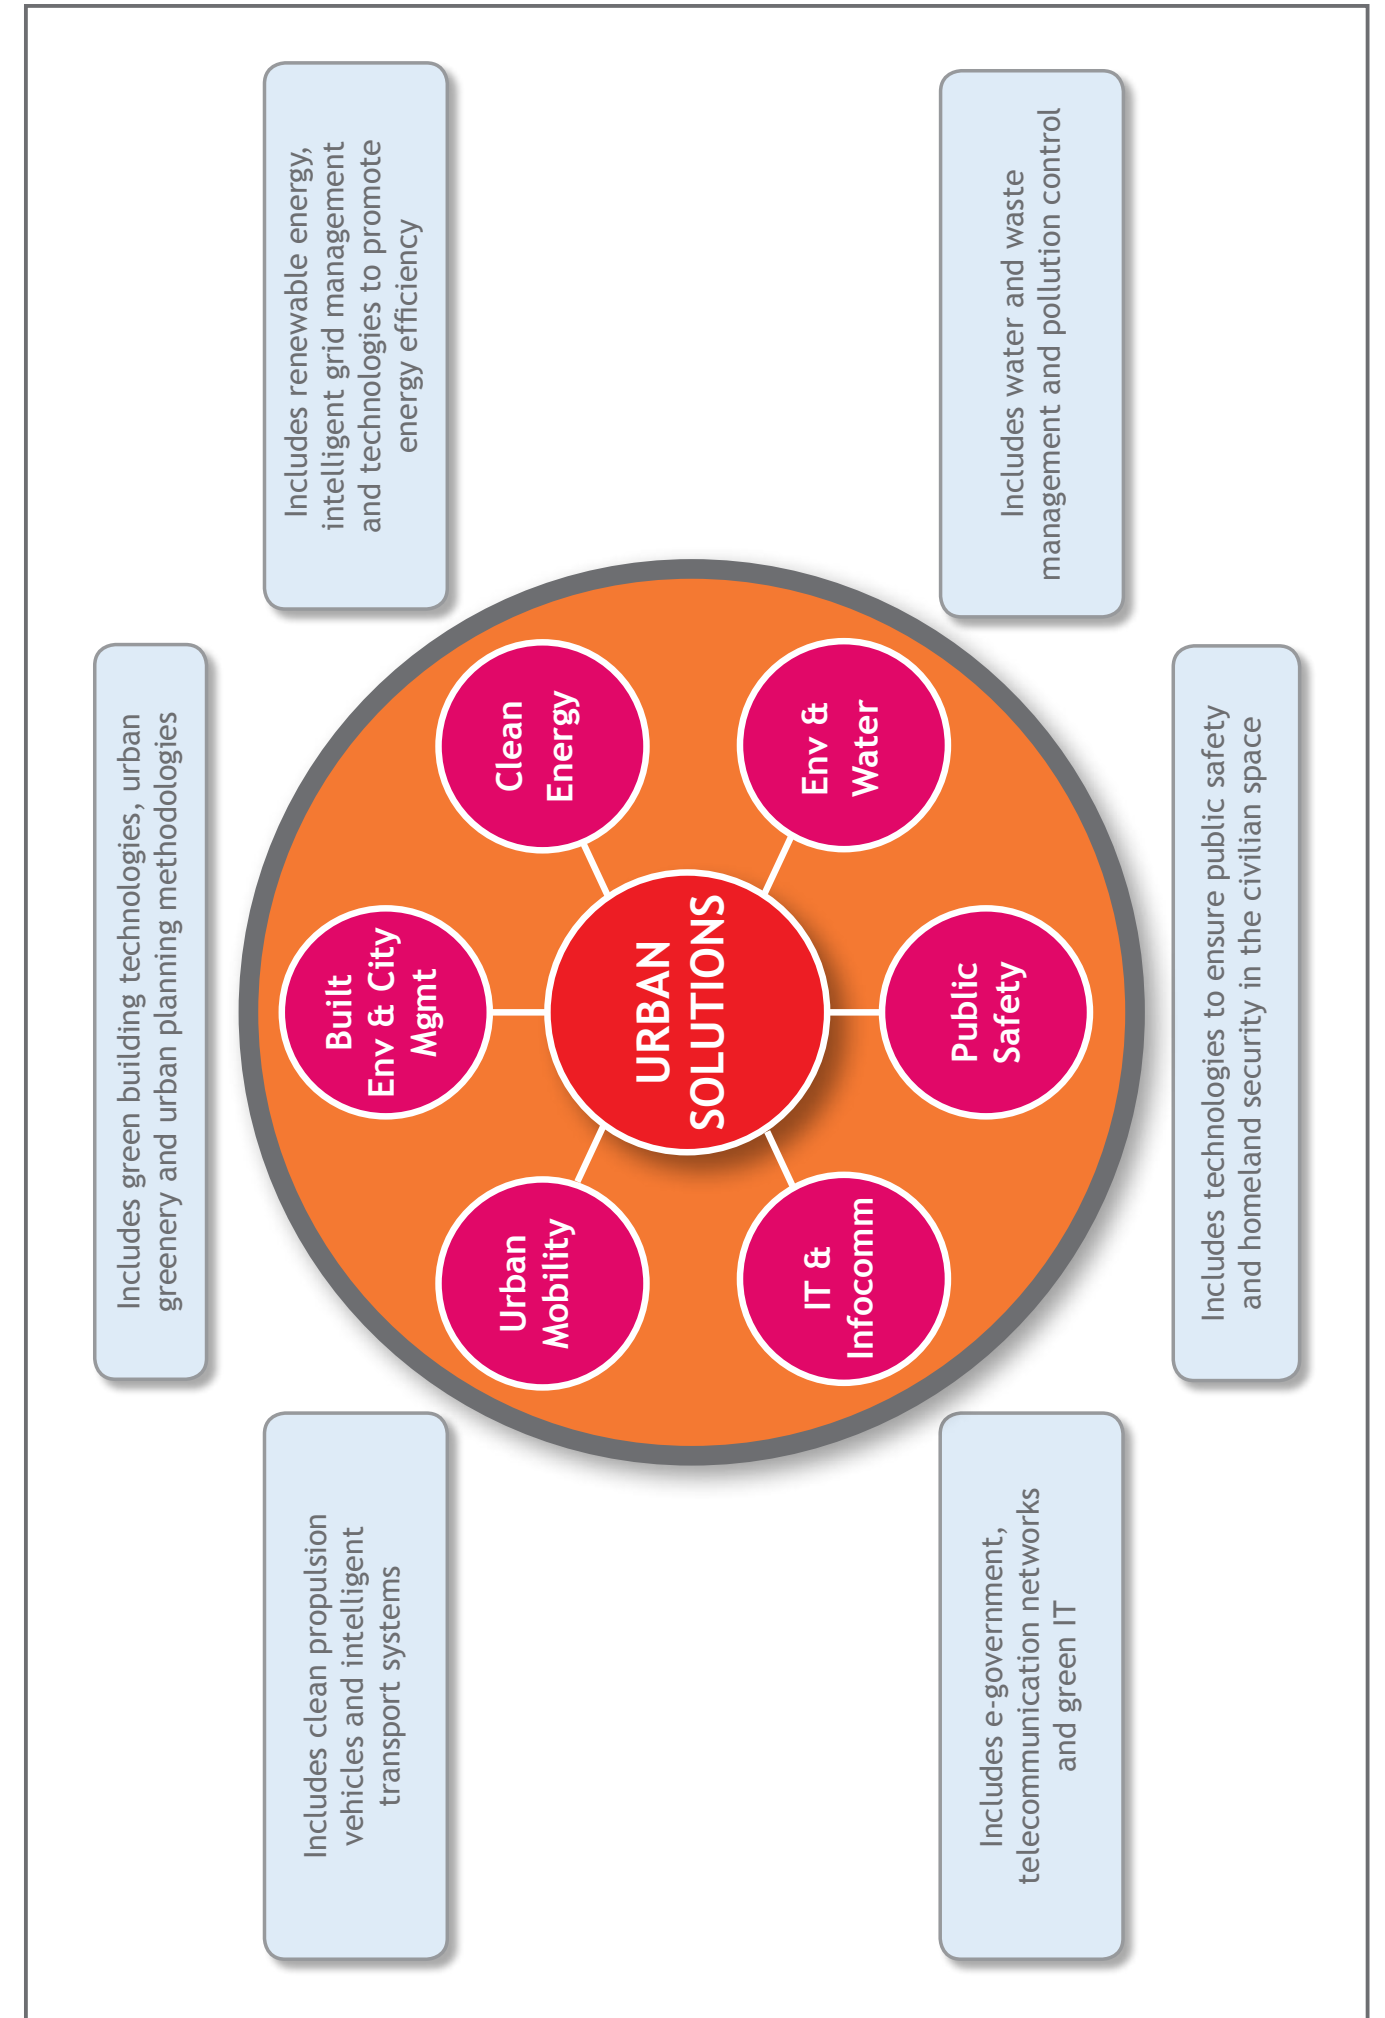 Includes green building technologies, urban
greenery and urban planning methodologies
Includes clean propulsion
vehicles and intelligent
transport systems
Includes renewable energy,
intelligent grid management
and technologies to promote
energy efficiency
Built
Env & City
Mgmt
Urban
Mobility
Clean
Energy
URBAN
SOLUTIONS
IT &
Infocomm
Env &
Water
Public
Safety
Includes e-government,
telecommunication networks
and green IT
Includes water and waste
management and pollution control
Includes technologies to ensure public safety
and homeland security in the civilian space